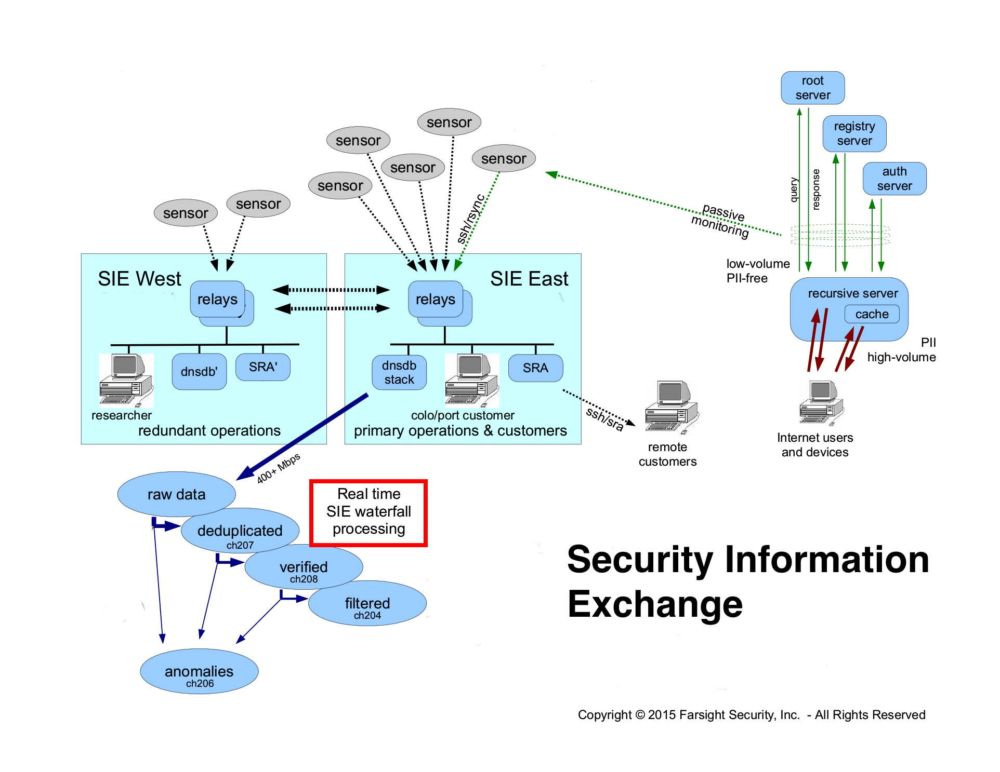 root
server
registry
server
auth
server
sensor
sensor
sensor
sensor
sensor
sensor
sensor
query
response
ssh/rsync
passive
monitoring
low-volume
PII-free
SIE West
relays
SIE East
relays
recursive server
cache
PII
high-volume
dnsdb'
SRA'
dnsdb
stack
SRA
researcher
redundant operations
colo/port customer
primary operations & customers
ssh/sra
remote
customers
Internet users
and devices
400+ Mbps
raw data
deduplicated
ch207
verified
ch208
filtered
ch204
anomalies
ch206
Real time
SIE waterfall
processing
Security Information
Exchange
Copyright © 2015 Farsight Security, Inc.  - All Rights Reserved